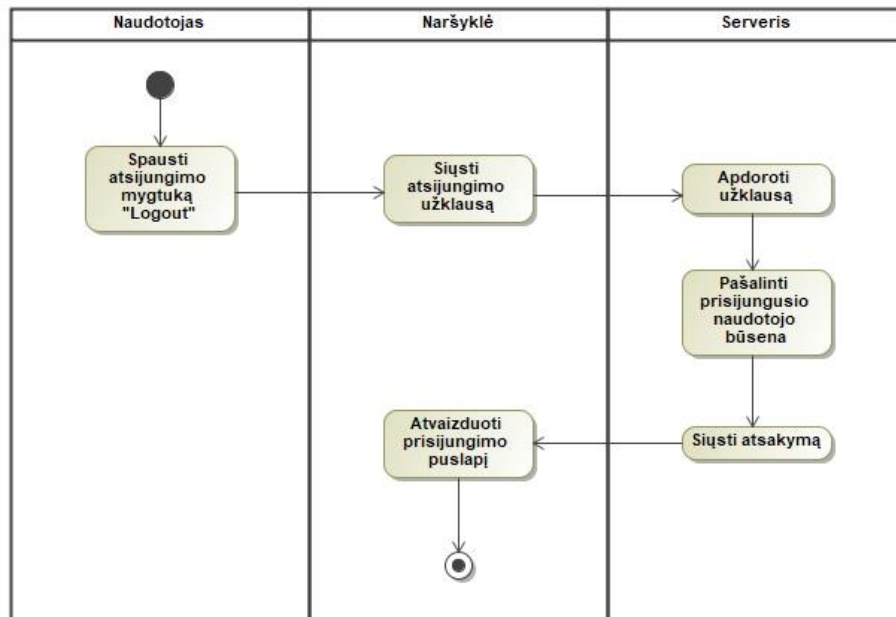 Naudotojas
Naršyklė
Serveris
Spausti
atsijungimo
mygtuką
"Logout"
Siųsti
atsijungimo
užklausą
Apdoroti
užklausą
Pašalinti
prisijungusio
naudotojo
būsena
Siųsti atsakymą
Atvaizduoti
prisijungimo
puslapį